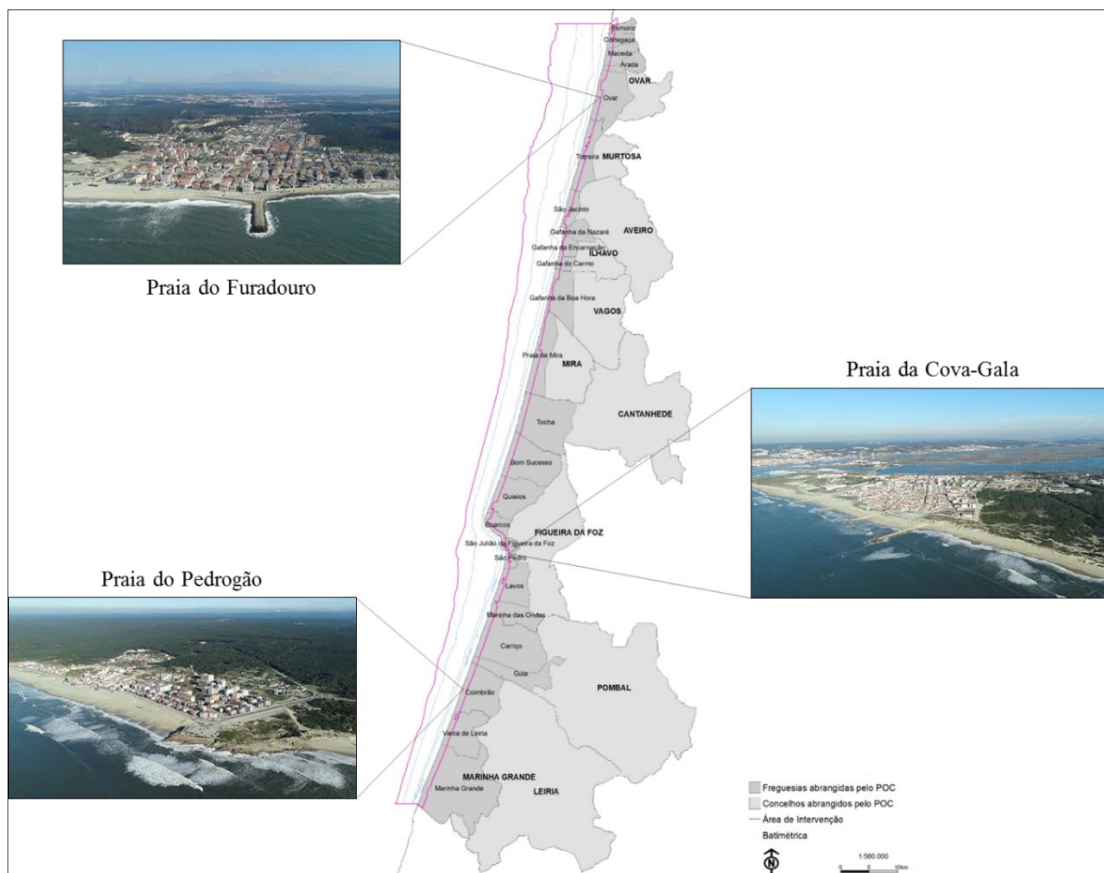 Esmoriz
Cortegaça
Maceda
Arada
OVAR
Ovar
Praia do Furadouro
Torreira
MURTOSA
São Jacinto
AVEIRO
Gafanha da Nazaré
Gafanha da Encarnação
ILHAVO
Gafanha do Carmo
Gafanha da Boa Hora
VAGOS
Praia de Mira
MIRA
Praia da Cova-Gala
CANTANHEDE
Tocha
Bom Sucesso
Quiaios
Buarcos
FIGUEIRA DA FOZ
São Julião da Figueira da Foz
São Pedro
Praia do Pedrogão
Lavos
Marinha das Ondas
Carriço
Guia
POMBAL
Coimbrão
Vieira de Leiria
MARINHA GRANDE
Marinha Grande
LEIRIA
Freguesias abrangidas pelo POC
Concelhos abrangidos pelo POC
Área de Intervenção
Batimétrica
N
1:560.000
0 5 10km